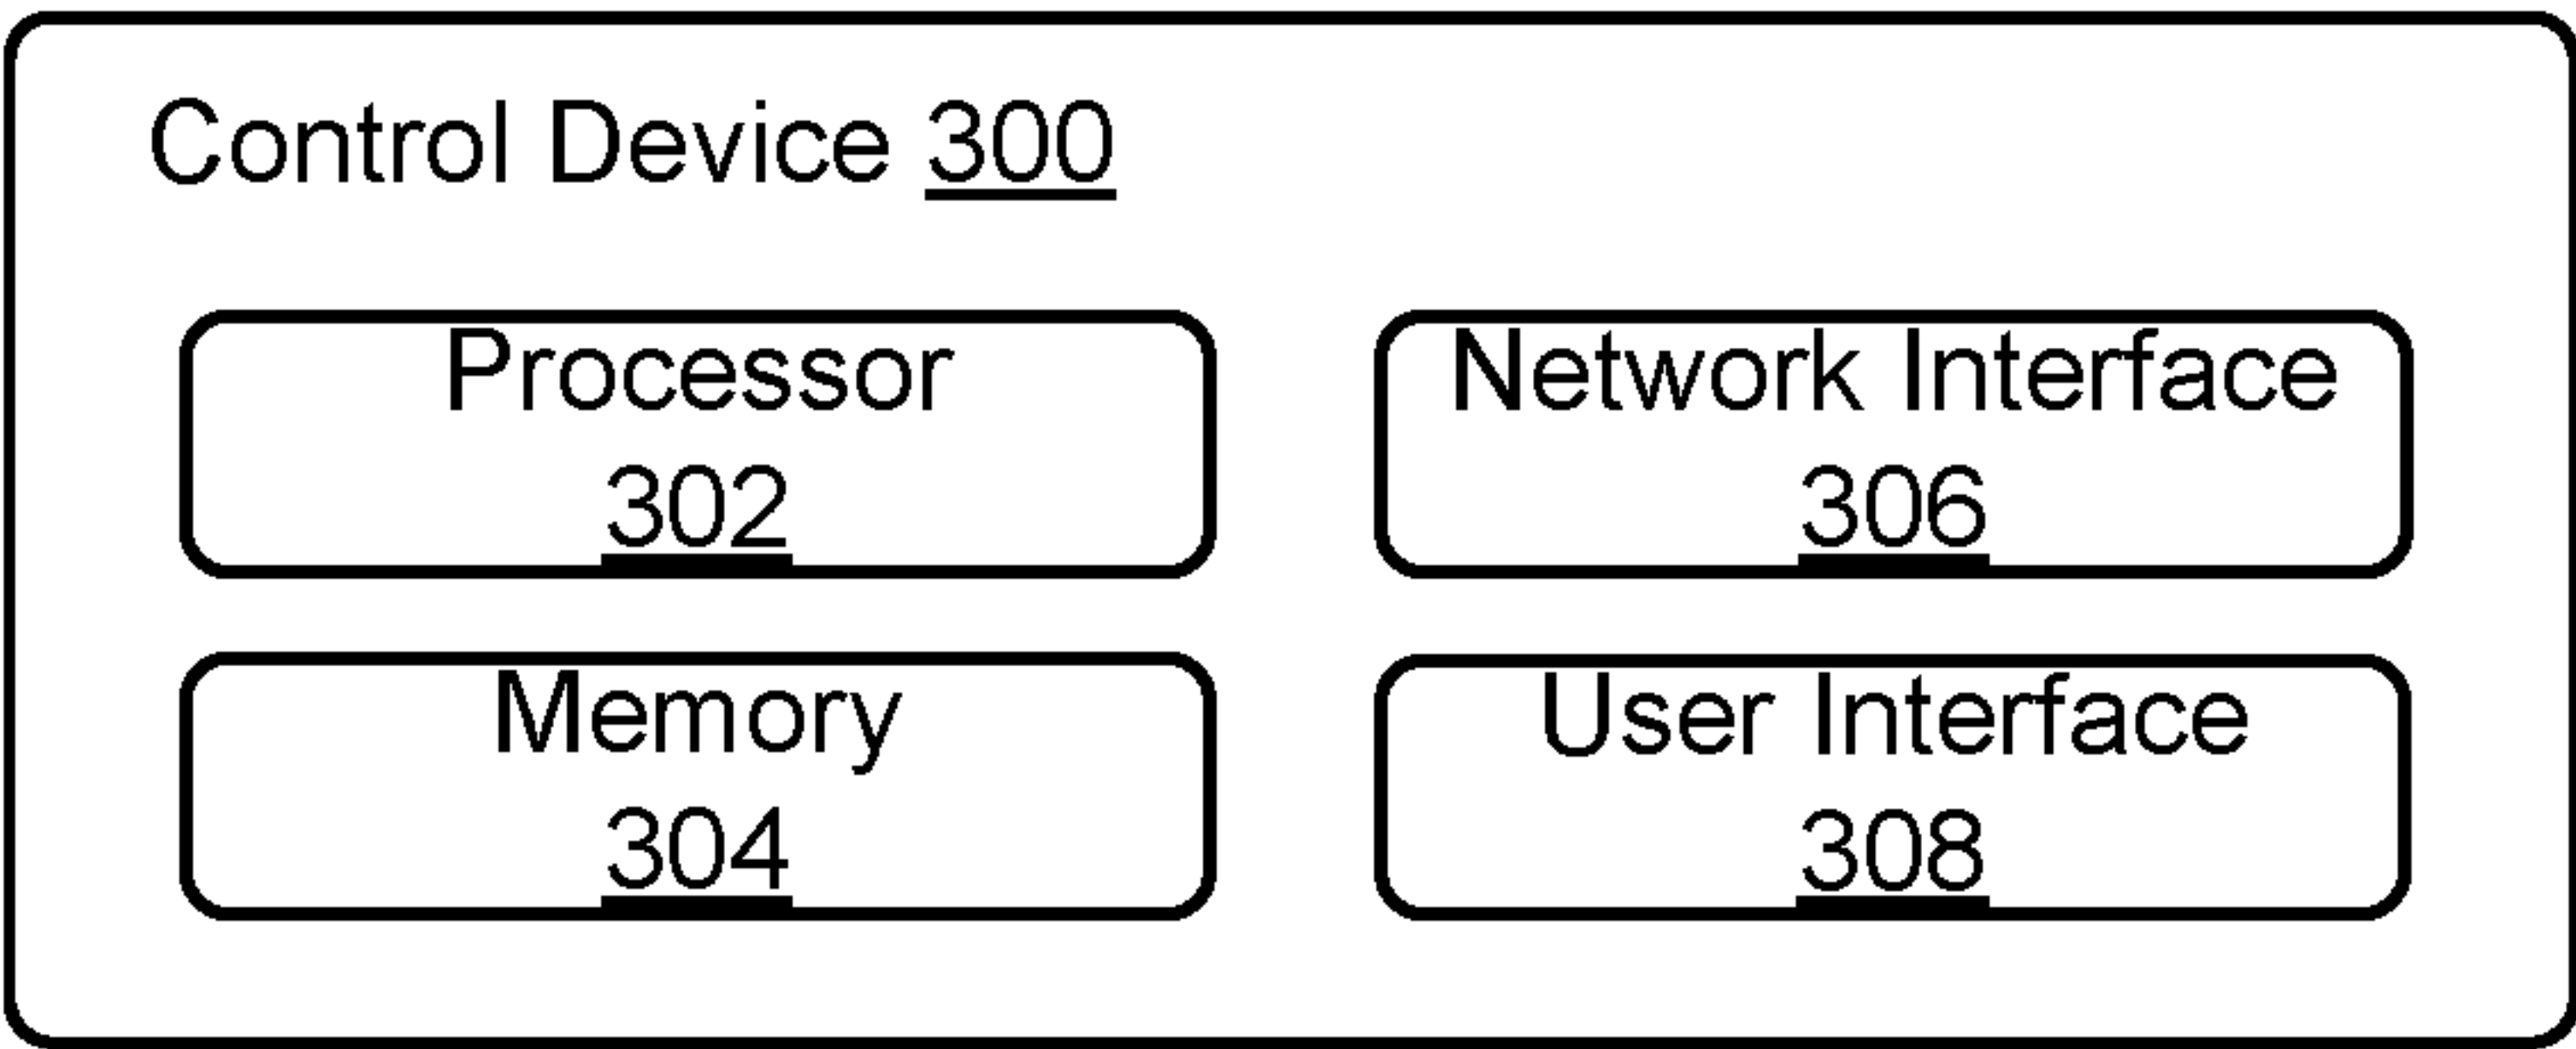 Control Device 300
Processor
302
Network Interface
306
Memory
304
User Interface
308